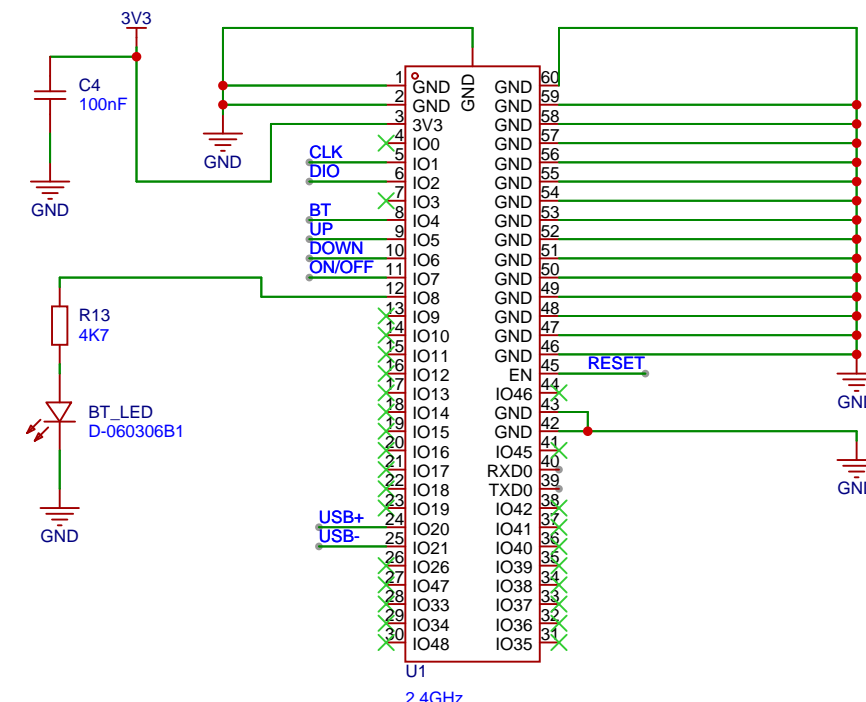 3V3
C4
100nF
GND
GND
CLK
DIO
BT
UP
DOWN
ON/OFF
R13
4K7
BT_LED
D-060306B1
GND
USB+
USB-
GND
1 GND GND 60
2 GND GND 59
3 3V3 GND 58
4 IO0 GND 57
5 IO1 GND 56
6 IO2 GND 55
7 IO3 GND 54
8 IO4 GND 53
9 IO5 GND 52
10 IO6 GND 51
11 IO7 GND 50
12 IO8 GND 49
13 IO9 GND 48
14 IO10 GND 47
15 IO11 GND 46
16 IO12 EN 45
17 IO13 IO46 44
18 IO14 GND 43
19 IO15 GND 42
20 IO16 IO45 41
21 IO17 RXD0 40
22 IO18 TXD0 39
23 IO19 IO42 38
24 IO20 IO41 37
25 IO21 IO40 36
26 IO26 IO39 35
27 IO47 IO38 34
28 IO33 IO37 33
29 IO34 IO36 32
30 IO48 IO35 31
U1
2.4GHz
RESET
GND
GND